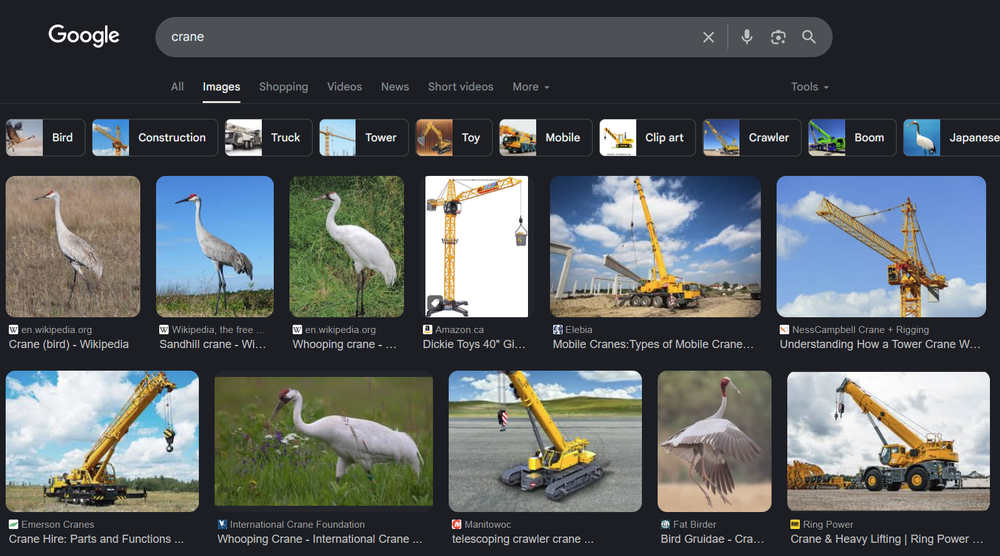 Google
crane
All Images Shopping Videos News Short videos More Tools
Bird Construction Truck Tower Toy Mobile Clip art Crawler Boom Japanese
en.wikipedia.org
Crane (bird) - Wikipedia
Wikipedia, the free ...
Sandhill crane - Wi...
en.wikipedia.org
Whooping crane - ...
Amazon.ca
Dickie Toys 40" Gi...
Elebia
Mobile Cranes:Types of Mobile Crane...
NessCampbell Crane + Rigging
Understanding How a Tower Crane W...
Emerson Cranes
Crane Hire: Parts and Functions ...
International Crane Foundation
Whooping Crane - International Crane ...
Manitowoc
telescoping crawler crane ...
Fat Birder
Bird Gruidae - Cra...
Ring Power
Crane & Heavy Lifting | Ring Power ...